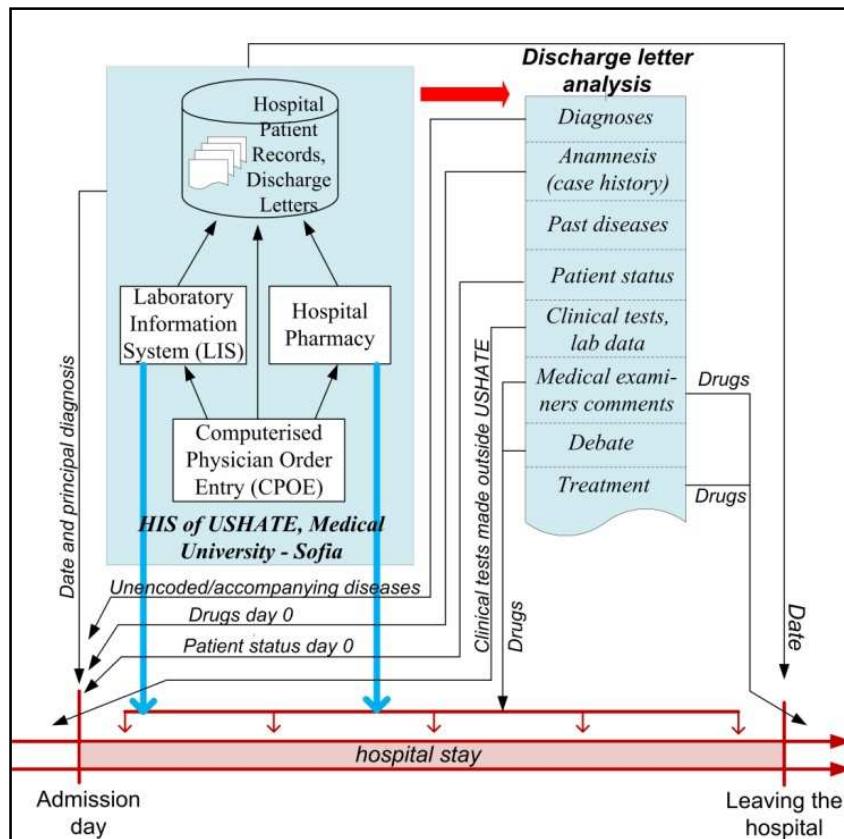 Discharge letter
analysis
Hospital
Patient
Records,
Discharge
Letters
Laboratory
Information
System (LIS)
Hospital
Pharmacy
Computerised
Physician Order
Entry (CPOE)
HIS of USHATE, Medical
University - Sofia
Diagnoses
Anamnesis
(case history)
Past diseases
Patient status
Clinical tests,
lab data
Medical exami-
ners comments
Debate
Treatment
Drugs
Drugs
Date and principal diagnosis
Clinical tests made outside USHATE
Drugs
Date
Unencoded/accompanying diseases
Drugs day 0
Patient status day 0
hospital stay
Admission
day
Leaving the
hospital